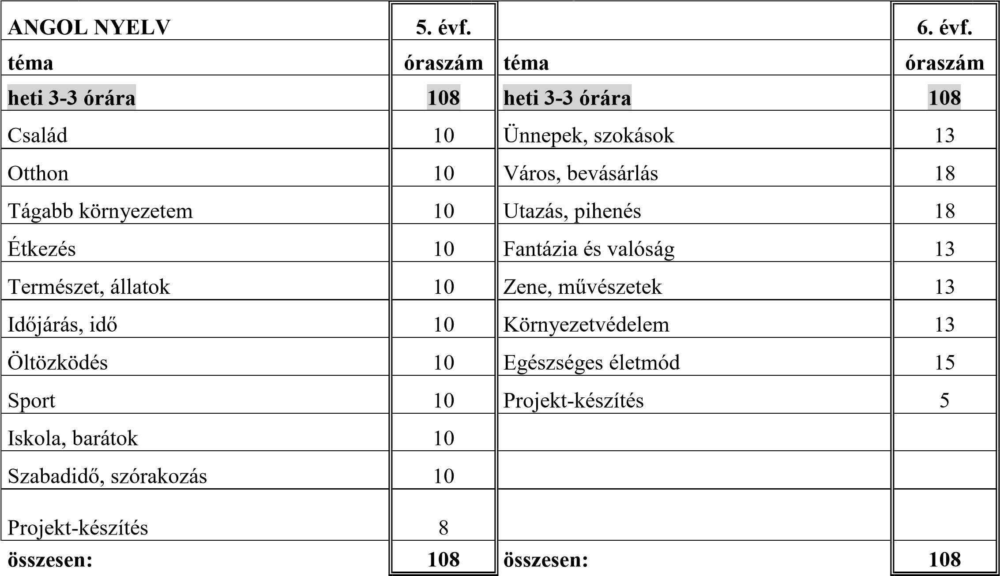 ANGOL NYELV 5. évf. 6. évf.
téma óraszám téma óraszám
heti 3-3 órára 108 heti 3-3 órára 108
Család 10 Ünnepek, szokások 13
Otthon 10 Város, bevásárlás 18
Tágabb környezetem 10 Utazás, pihenés 18
Étkezés 10 Fantázia és valóság 13
Természet, állatok 10 Zene, művészetek 13
Időjárás, idő 10 Környezetvédelem 13
Öltözködés 10 Egészséges életmód 15
Sport 10 Projekt-készítés 5
Iskola, barátok 10
Szabadidő, szórakozás 10
Projekt-készítés 8
összesen: 108 összesen: 108